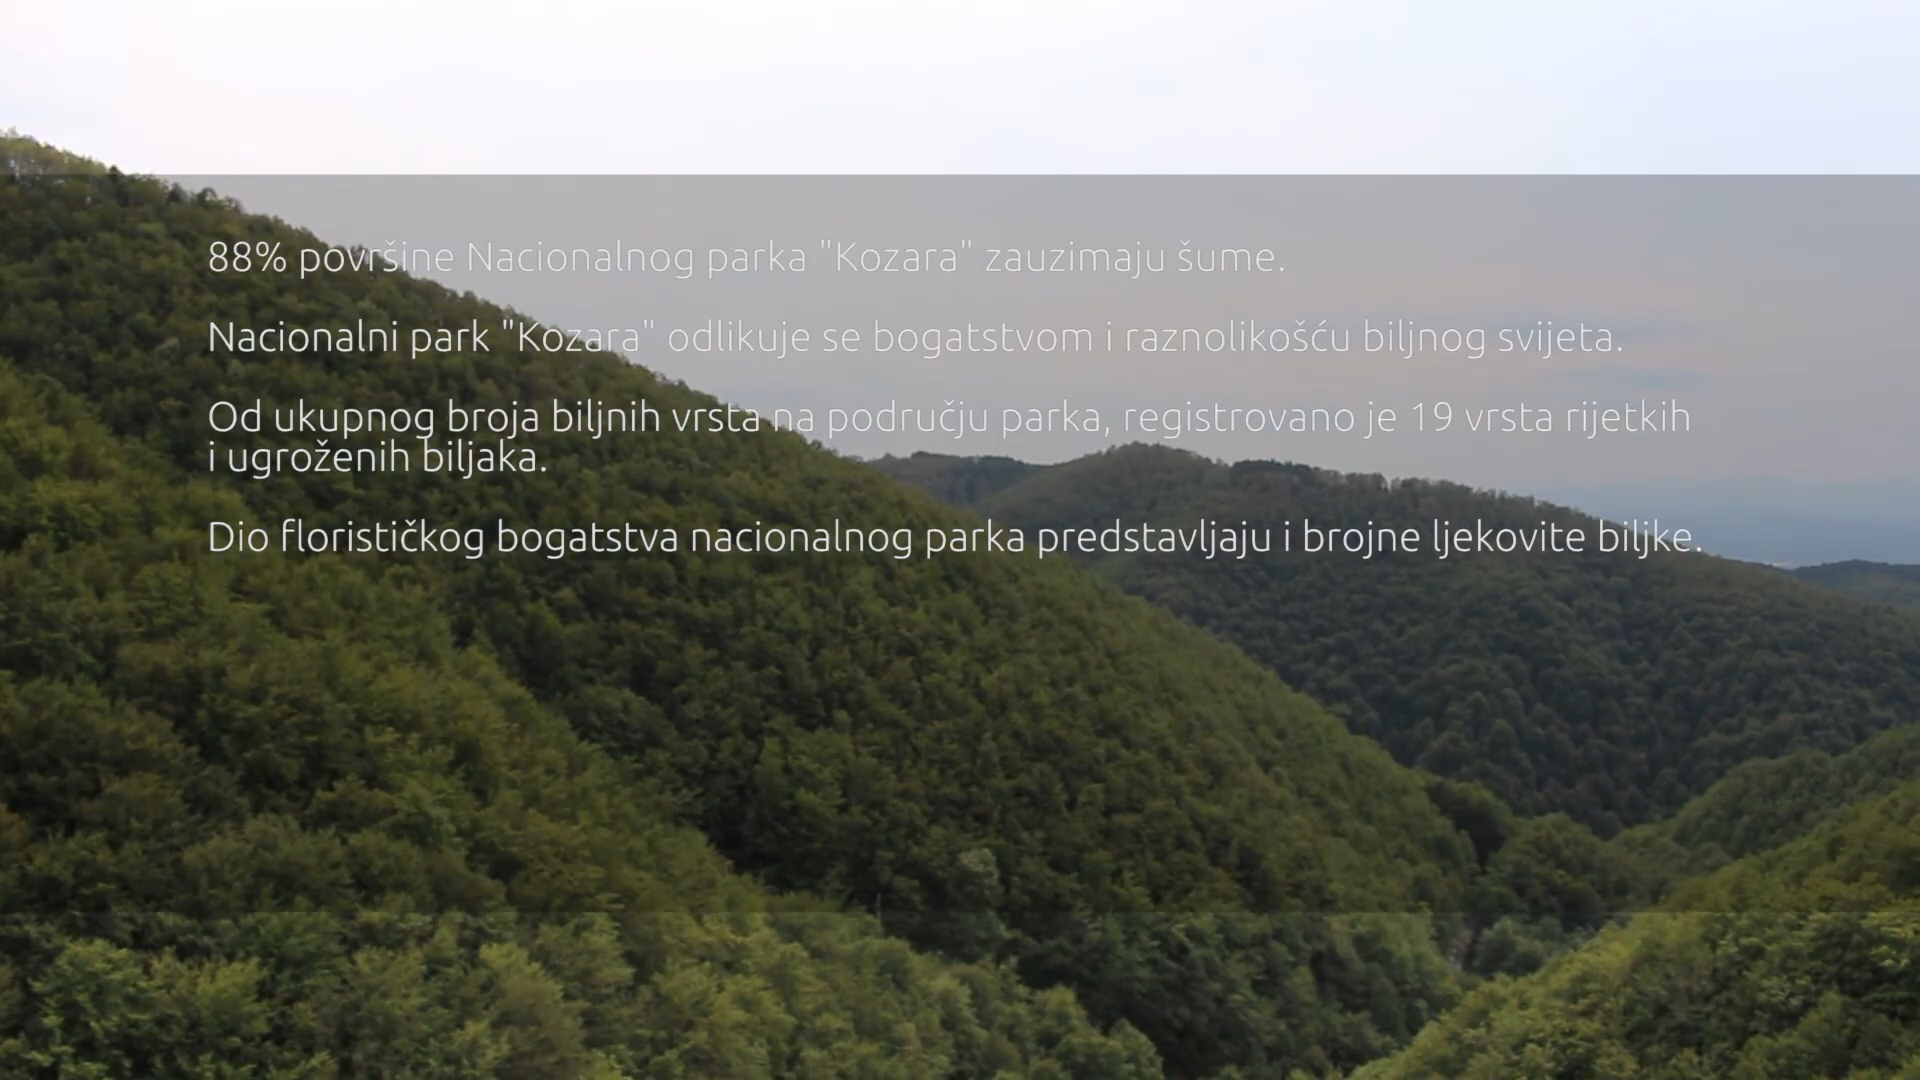 88% površine Nacionalnog parka "Kozara" zauzimaju šume.
Nacionalni park "Kozara" odlikuje se bogatstvom i raznolikošću biljnog svijeta.
Od ukupnog broja biljnih vrsta na području parka, registrovano je 19 vrsta rijetkih
i ugroženih biljaka.
Dio florističkog bogatstva nacionalnog parka predstavljaju i brojne ljekovite biljke.